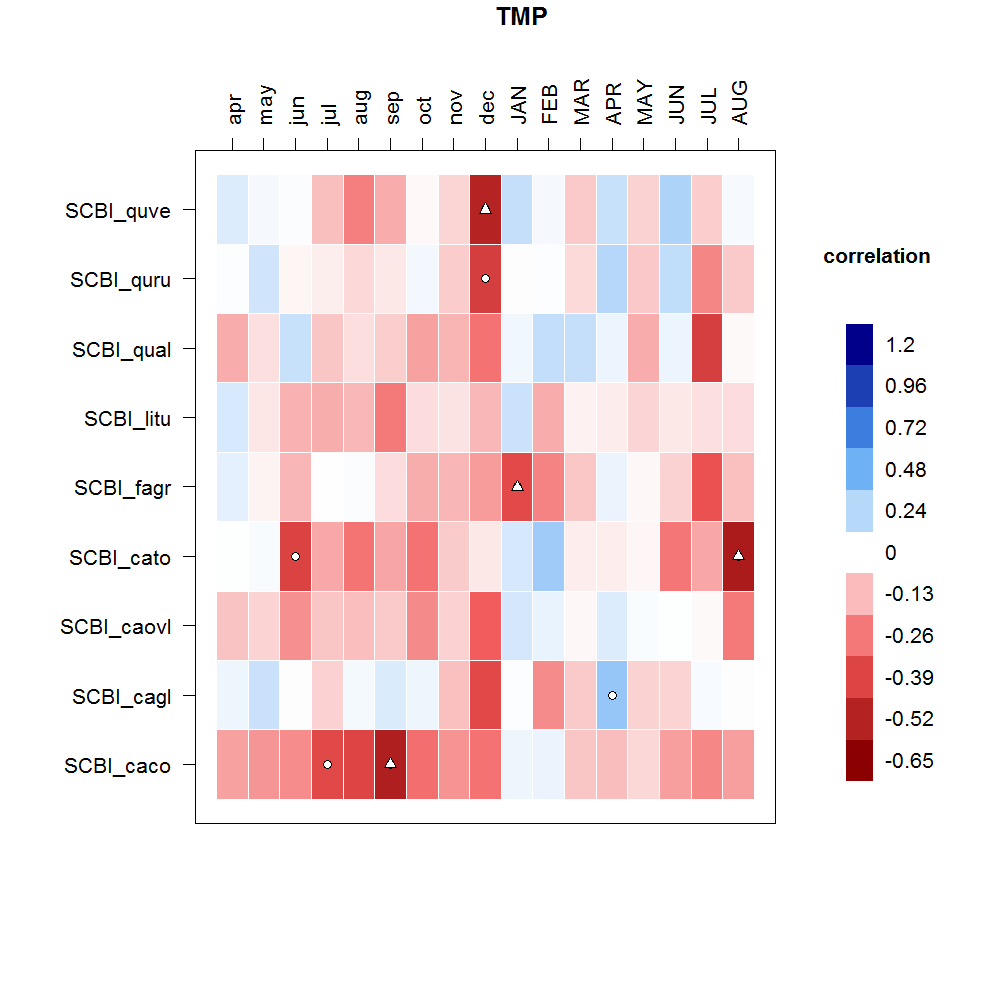 TMP
apr may jun jul aug sep oct nov dec JAN FEB MAR APR MAY JUN JUL AUG
SCBI_quve
SCBI_quru
SCBI_qual
SCBI_litu
SCBI_fagr
SCBI_cato
SCBI_caovl
SCBI_cagl
SCBI_caco
correlation
1.2
0.96
0.72
0.48
0.24
0
-0.13
-0.26
-0.39
-0.52
-0.65